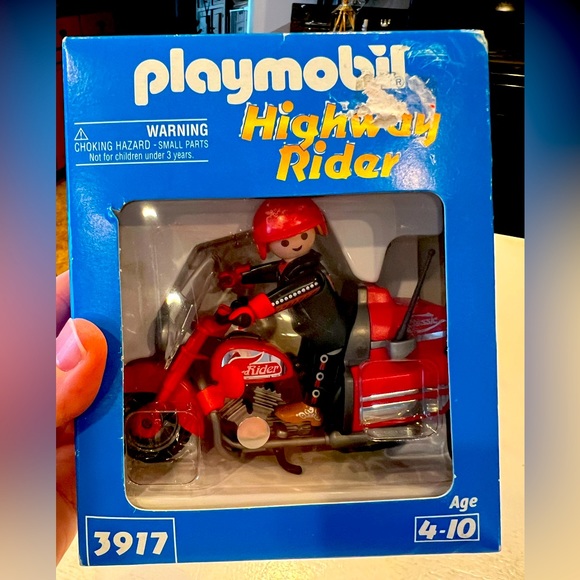 playmobil
Highway
Rider
WARNING
CHOKING HAZARD - SMALL PARTS
Not for children under 3 years.
Rider
3917
Age
4-10